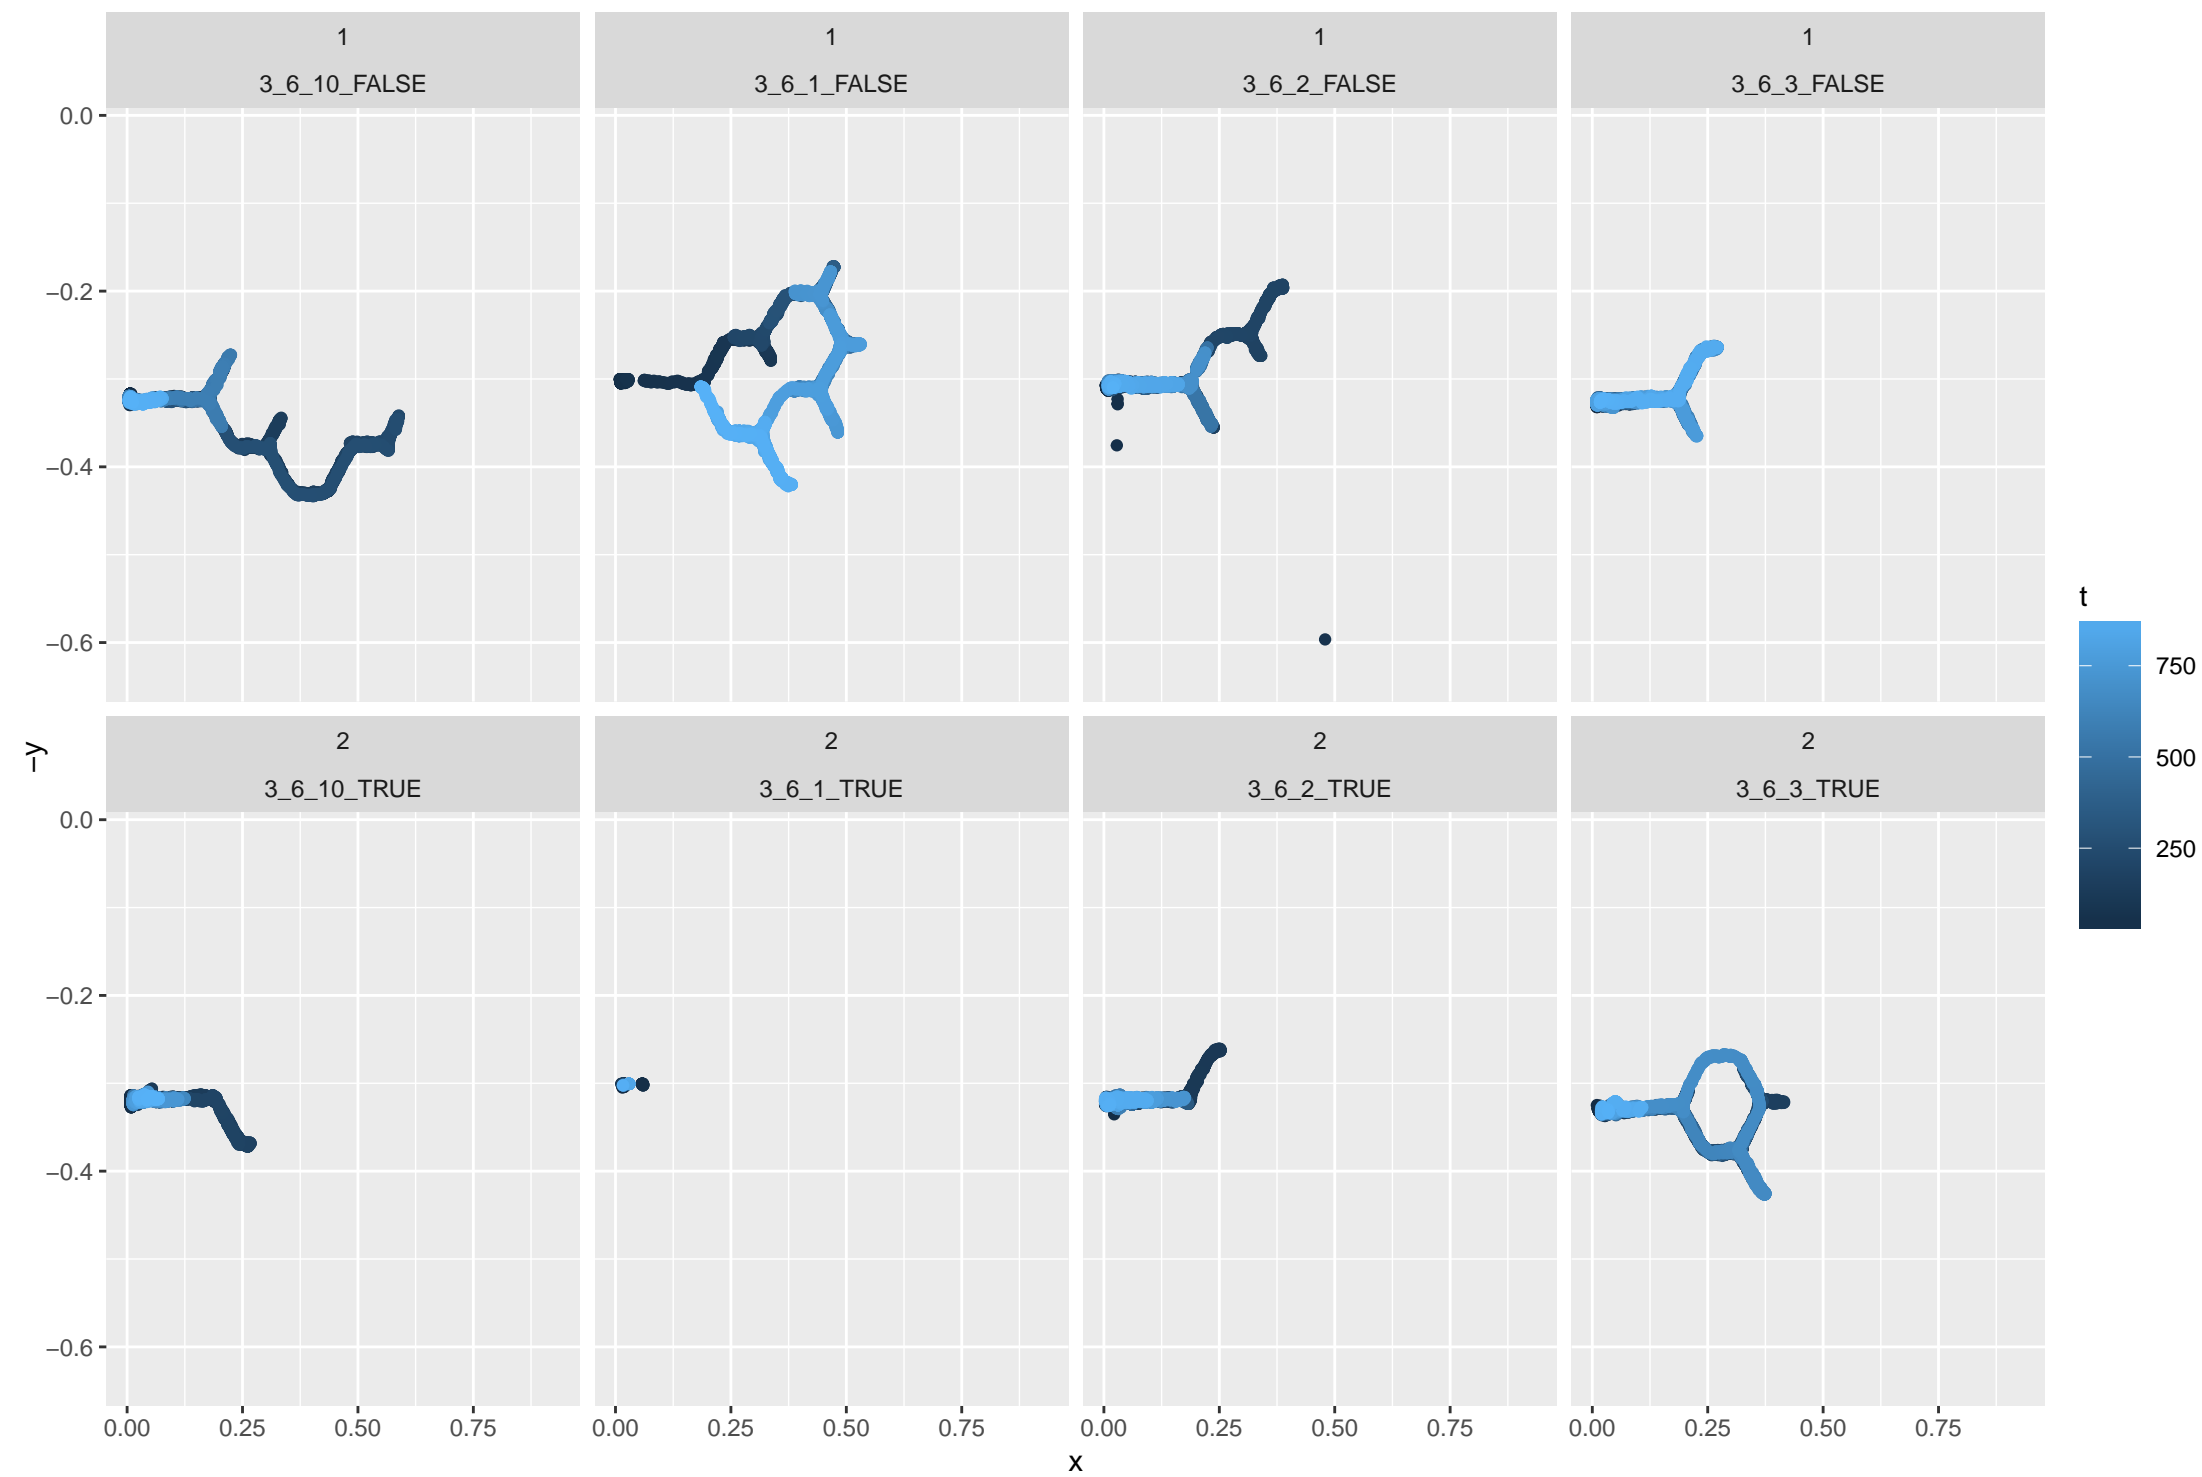 1 1 1 1
3_6_10_FALSE 3_6_1_FALSE 3_6_2_FALSE 3_6_3_FALSE
0.0
−0.2
−0.4
−0.6
2 2 2 2
3_6_10_TRUE 3_6_1_TRUE 3_6_2_TRUE 3_6_3_TRUE
0.0
−0.2
−0.4
−0.6
0.00 0.25 0.50 0.75 0.00 0.25 0.50 0.75 0.00 0.25 0.50 0.75 0.00 0.25 0.50 0.75
x
−y
t
750
500
250